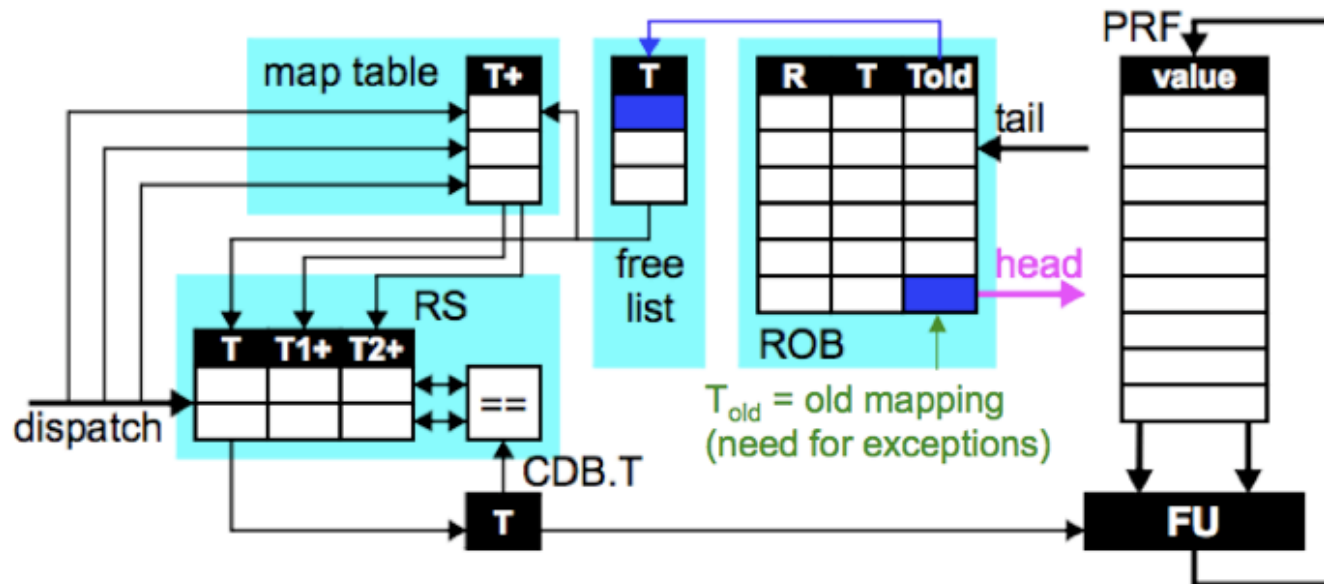 PRF
map table
T+
T
R T Told
value
tail
free
list
head
RS
ROB
T T1+ T2+
==
dispatch
T_old = old mapping
(need for exceptions)
CDB.T
T
FU